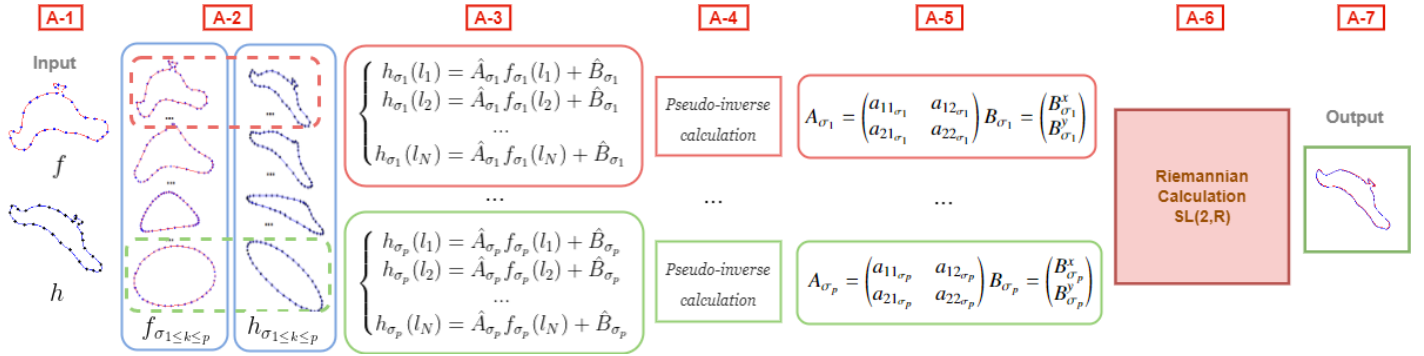 A-1 A-2 A-3 A-4 A-5 A-6 A-7
Input
f
h
...
...
...
...
...
...
f_{σ_{1≤k≤p}} h_{σ_{1≤k≤p}}
h_{σ_1}(l_1) = Â_{σ_1} f_{σ_1}(l_1) + B̂_{σ_1}
h_{σ_1}(l_2) = Â_{σ_1} f_{σ_1}(l_2) + B̂_{σ_1}
...
h_{σ_1}(l_N) = Â_{σ_1} f_{σ_1}(l_N) + B̂_{σ_1}
...
h_{σ_p}(l_1) = Â_{σ_p} f_{σ_p}(l_1) + B̂_{σ_p}
h_{σ_p}(l_2) = Â_{σ_p} f_{σ_p}(l_2) + B̂_{σ_p}
...
h_{σ_p}(l_N) = Â_{σ_p} f_{σ_p}(l_N) + B̂_{σ_p}
Pseudo-inverse
calculation
...
Pseudo-inverse
calculation
A_{σ_1} = (a_{11_{σ_1}} a_{12_{σ_1}} a_{21_{σ_1}} a_{22_{σ_1}}) B_{σ_1} = (B^x_{σ_1} B^y_{σ_1})
...
A_{σ_p} = (a_{11_{σ_p}} a_{12_{σ_p}} a_{21_{σ_p}} a_{22_{σ_p}}) B_{σ_p} = (B^x_{σ_p} B^y_{σ_p})
Riemannian
Calculation
SL(2,R)
Output